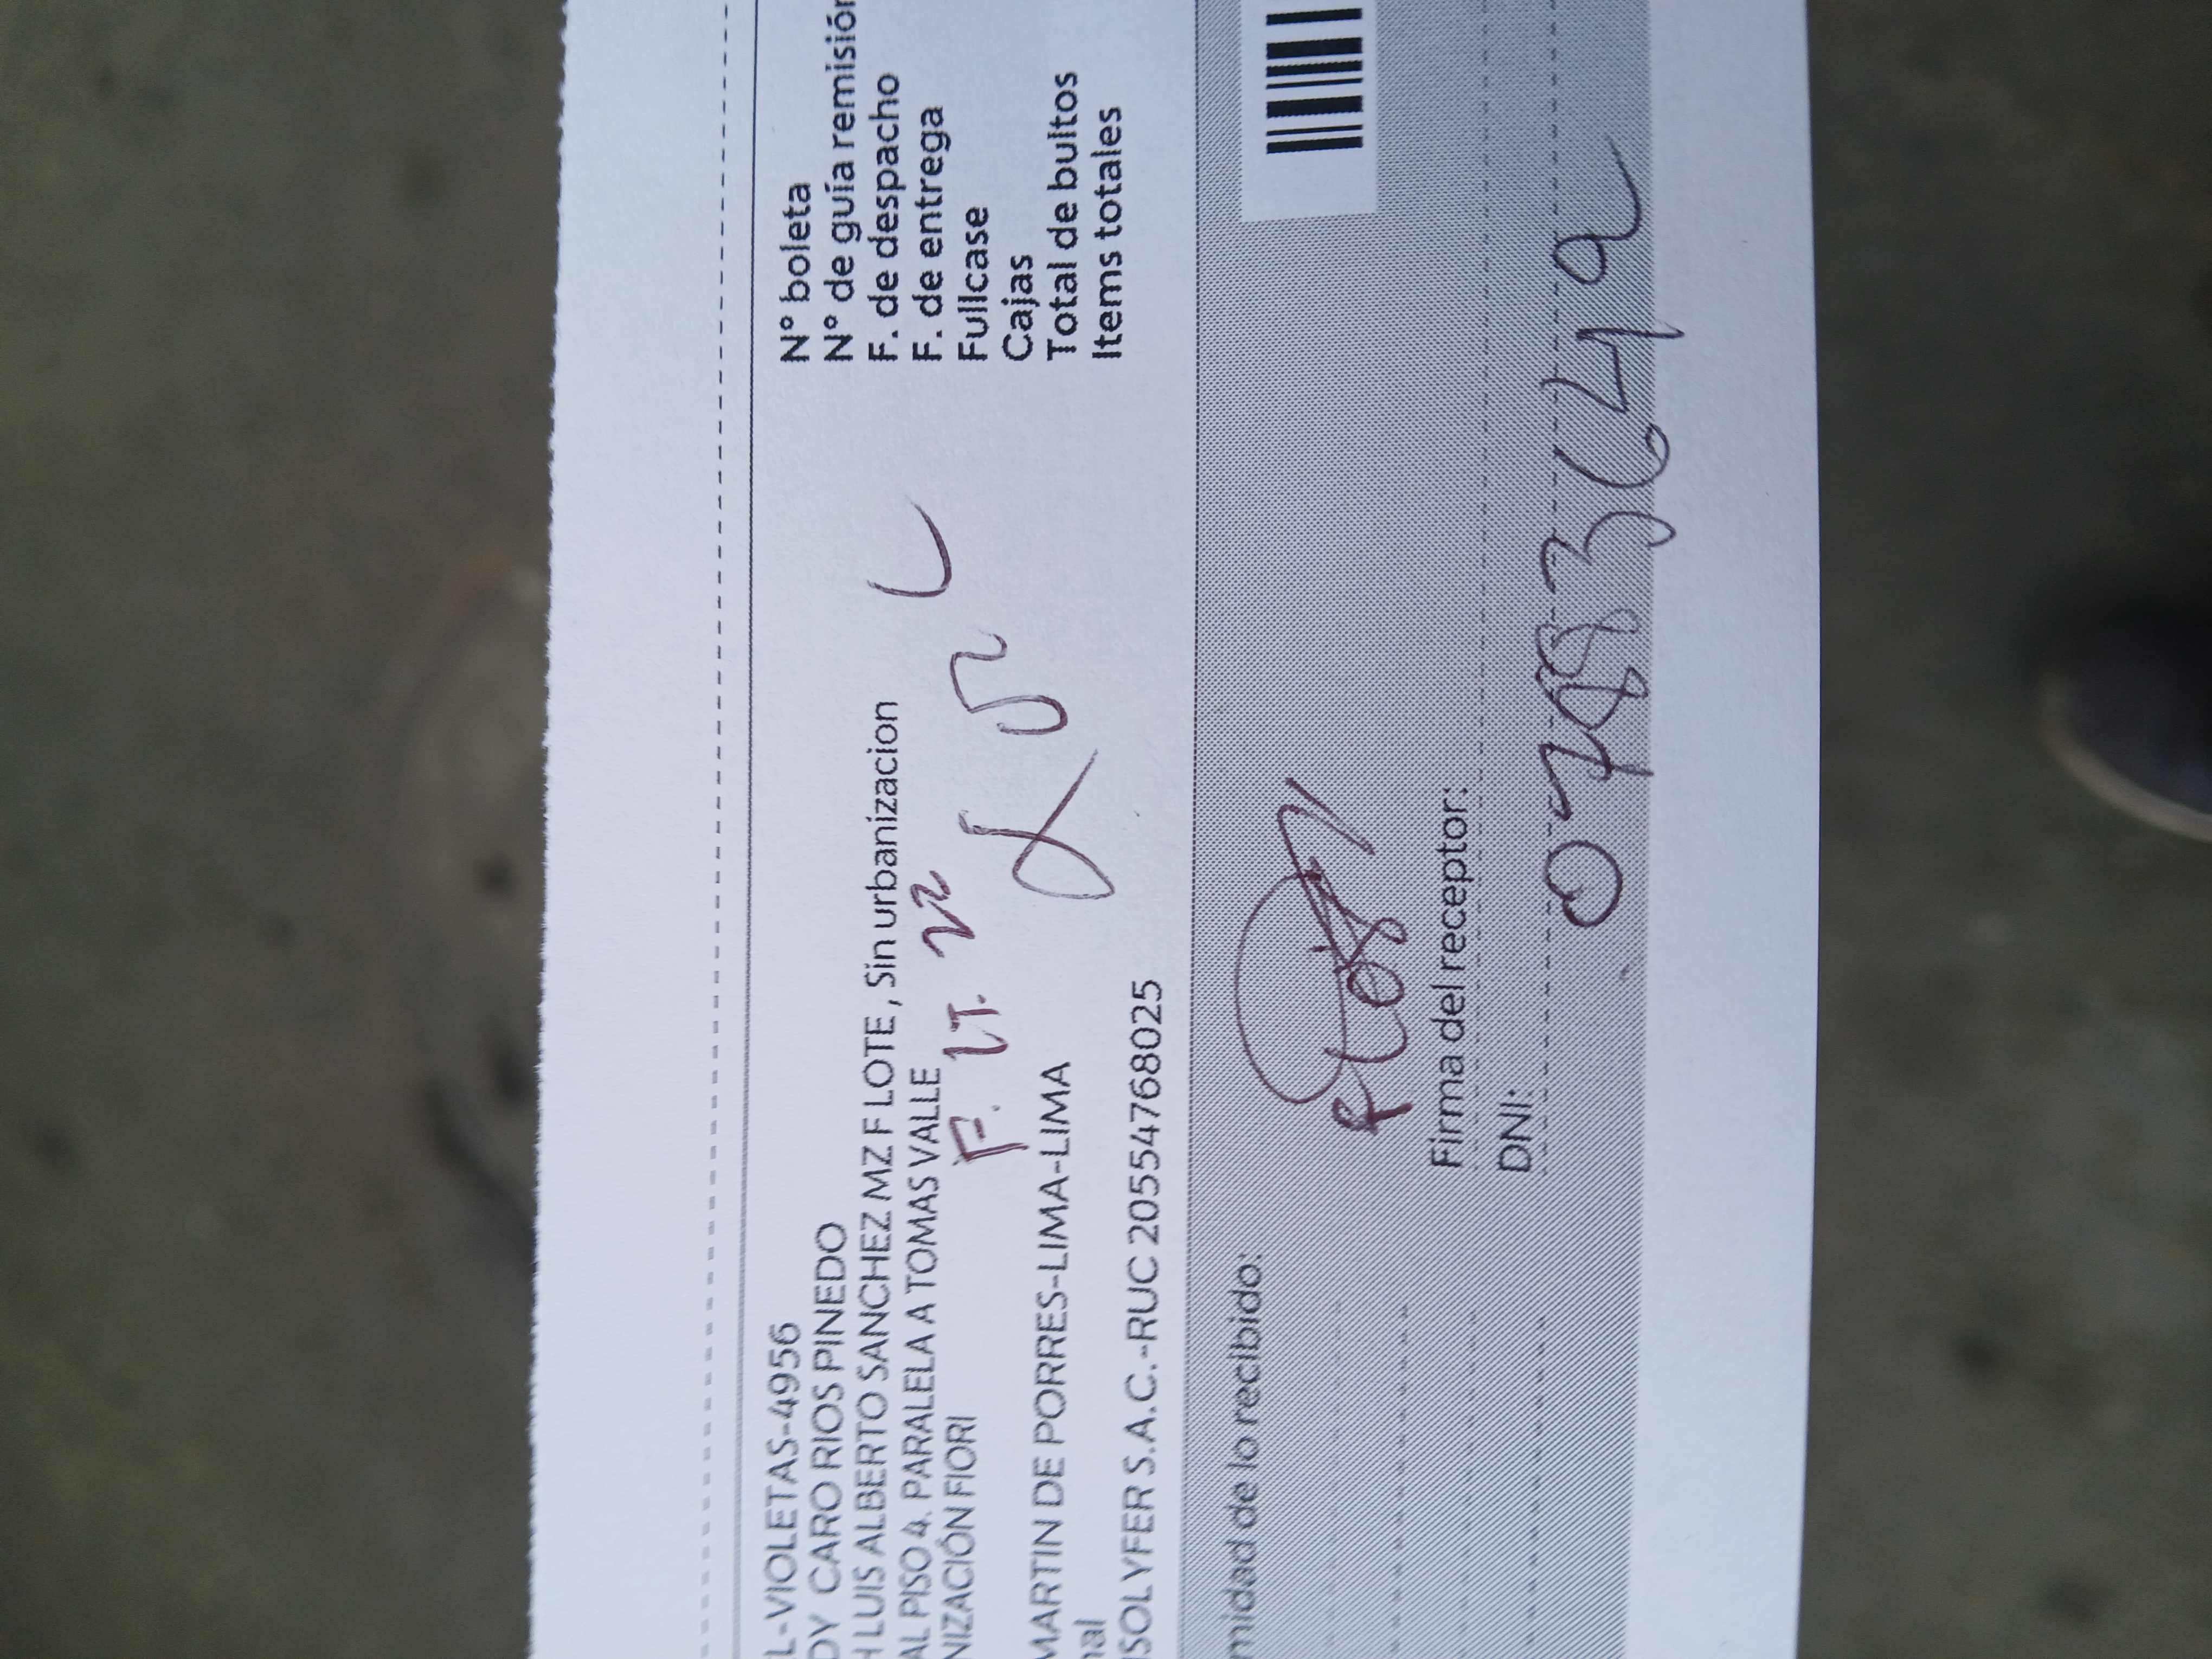 L-VIOLETAS-4956
DY CARO RIOS PINEDO
LUIS ALBERTO SANCHEZ MZ F LOTE , Sin urbanizacion
AL PISO 4. PARALELA A TOMAS VALLE
NIZACIÓN FIORI
F. LT.
MARTIN DE PORRES-LIMA-LIMA
nal
ISOLYFER S.A.C.-RUC 20554768025
N° boleta
N° de guía remisión
F. de despacho
F. de entrega
Fullcase
Cajas
Total de bultos
Items totales
midad de lo recibido:
Firma del receptor:
DNI: